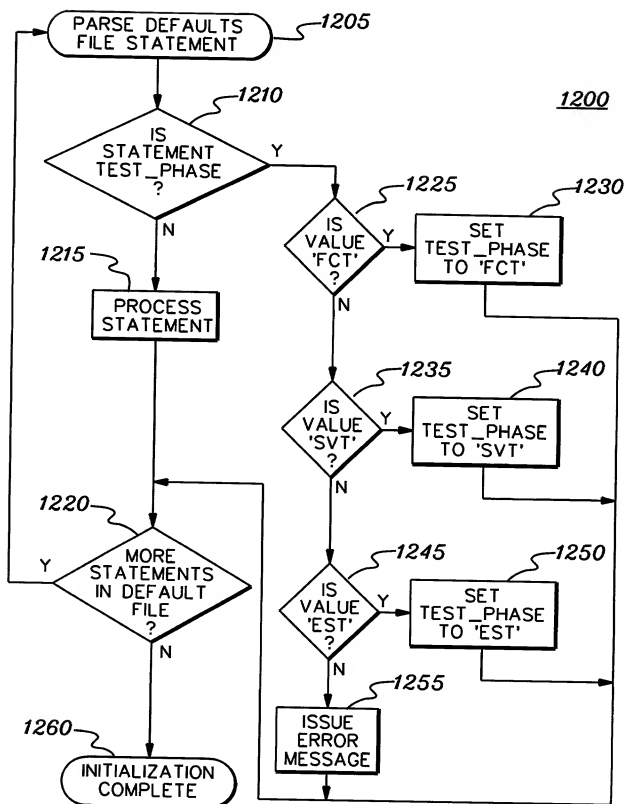 PARSE DEFAULTS
FILE STATEMENT
1205
1200
1210
IS
STATEMENT
TEST_PHASE
?
Y
N
1215
PROCESS
STATEMENT
1225
IS
VALUE
'FCT'
?
Y
N
1230
SET
TEST_PHASE
TO 'FCT'
1235
IS
VALUE
'SVT'
?
Y
N
1240
SET
TEST_PHASE
TO 'SVT'
1220
MORE
STATEMENTS
IN DEFAULT
FILE
?
Y
N
1245
IS
VALUE
'EST'
?
Y
N
1250
SET
TEST_PHASE
TO 'EST'
1255
ISSUE
ERROR
MESSAGE
1260
INITIALIZATION
COMPLETE